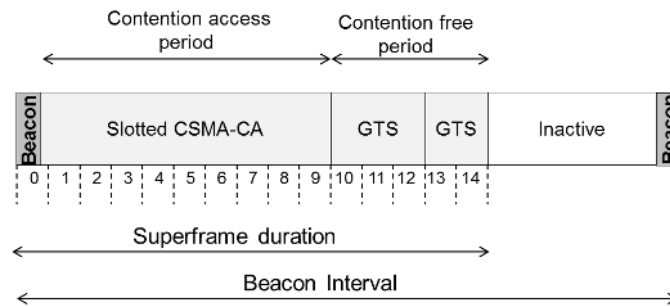 Contention access
period
Contention free
period
Beacon
Slotted CSMA-CA
GTS
GTS
Inactive
Beacon
0 1 2 3 4 5 6 7 8 9 10 11 12 13 14
Superframe duration
Beacon Interval